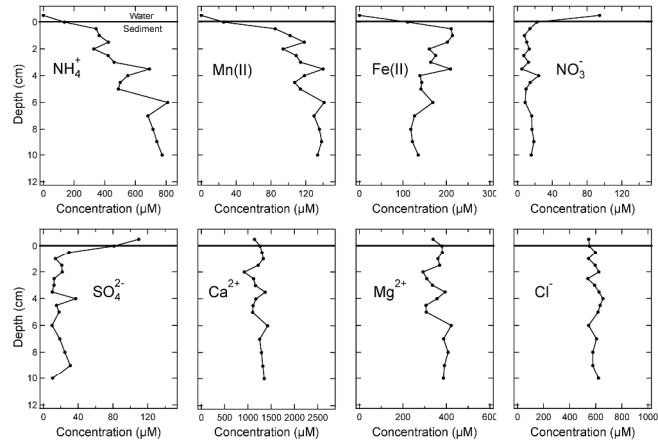 Water
Sediment
0
2
4
6
8
10
12
Depth (cm)
NH₄⁺
0 200 400 600 800
Concentration (µM)
Mn(II)
0 40 80 120
Concentration (µM)
Fe(II)
0 100 200 300
Concentration (µM)
NO₃⁻
0 40 80 120
Concentration (µM)
0
2
4
6
8
10
12
Depth (cm)
SO₄²⁻
0 40 80 120
Concentration (µM)
Ca²⁺
0 500 1000 1500 2000 2500
Concentration (µM)
Mg²⁺
0 200 400 600
Concentration (µM)
Cl⁻
0 200 400 600 800 1000
Concentration (µM)